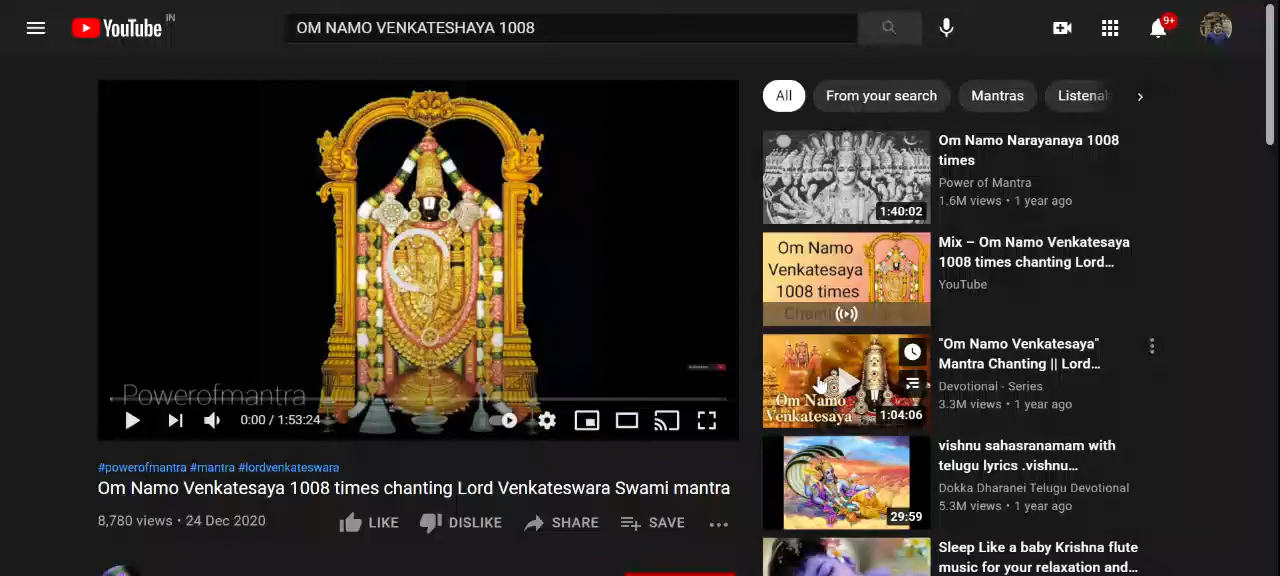 YouTube IN
OM NAMO VENKATESHAYA 1008
9+
All
From your search
Mantras
Listenal
Om Namo Narayanaya 1008
times
Power of Mantra
1.6M views • 1 year ago
1:40:02
Om Namo
Venkatesaya
1008 times
Mix – Om Namo Venkatesaya
1008 times chanting Lord...
YouTube
Om Namo
Venkatesaya
1:04:06
"Om Namo Venkatesaya"
Mantra Chanting || Lord...
Devotional - Series
3.3M views • 1 year ago
29:59
vishnu sahasranamam with
telugu lyrics .vishnu...
Dokka Dharanei Telugu Devotional
5.3M views • 1 year ago
Sleep Like a baby Krishna flute
music for your relaxation and...
Powerofmantra
0:00 / 1:53:24
#powerofmantra #mantra #lordvenkateswara
Om Namo Venkatesaya 1008 times chanting Lord Venkateswara Swami mantra
8,780 views • 24 Dec 2020
LIKE
DISLIKE
SHARE
SAVE